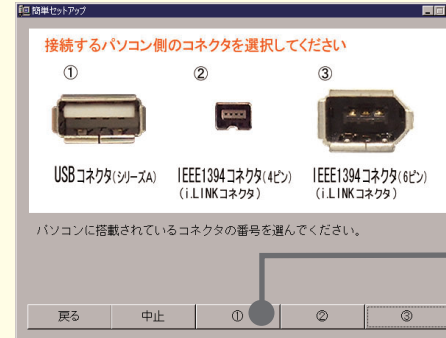 簡単セットアップ
接続するパソコン側のコネクタを選択してください
① ② ③
USBコネクタ(シリーズA) IEEE1394コネクタ(4ピン) IEEE1394コネクタ(6ピン)
(i.LINKコネクタ) (i.LINKコネクタ)
パソコンに搭載されているコネクタの番号を選んでください。
戻る 中止 ① ② ③